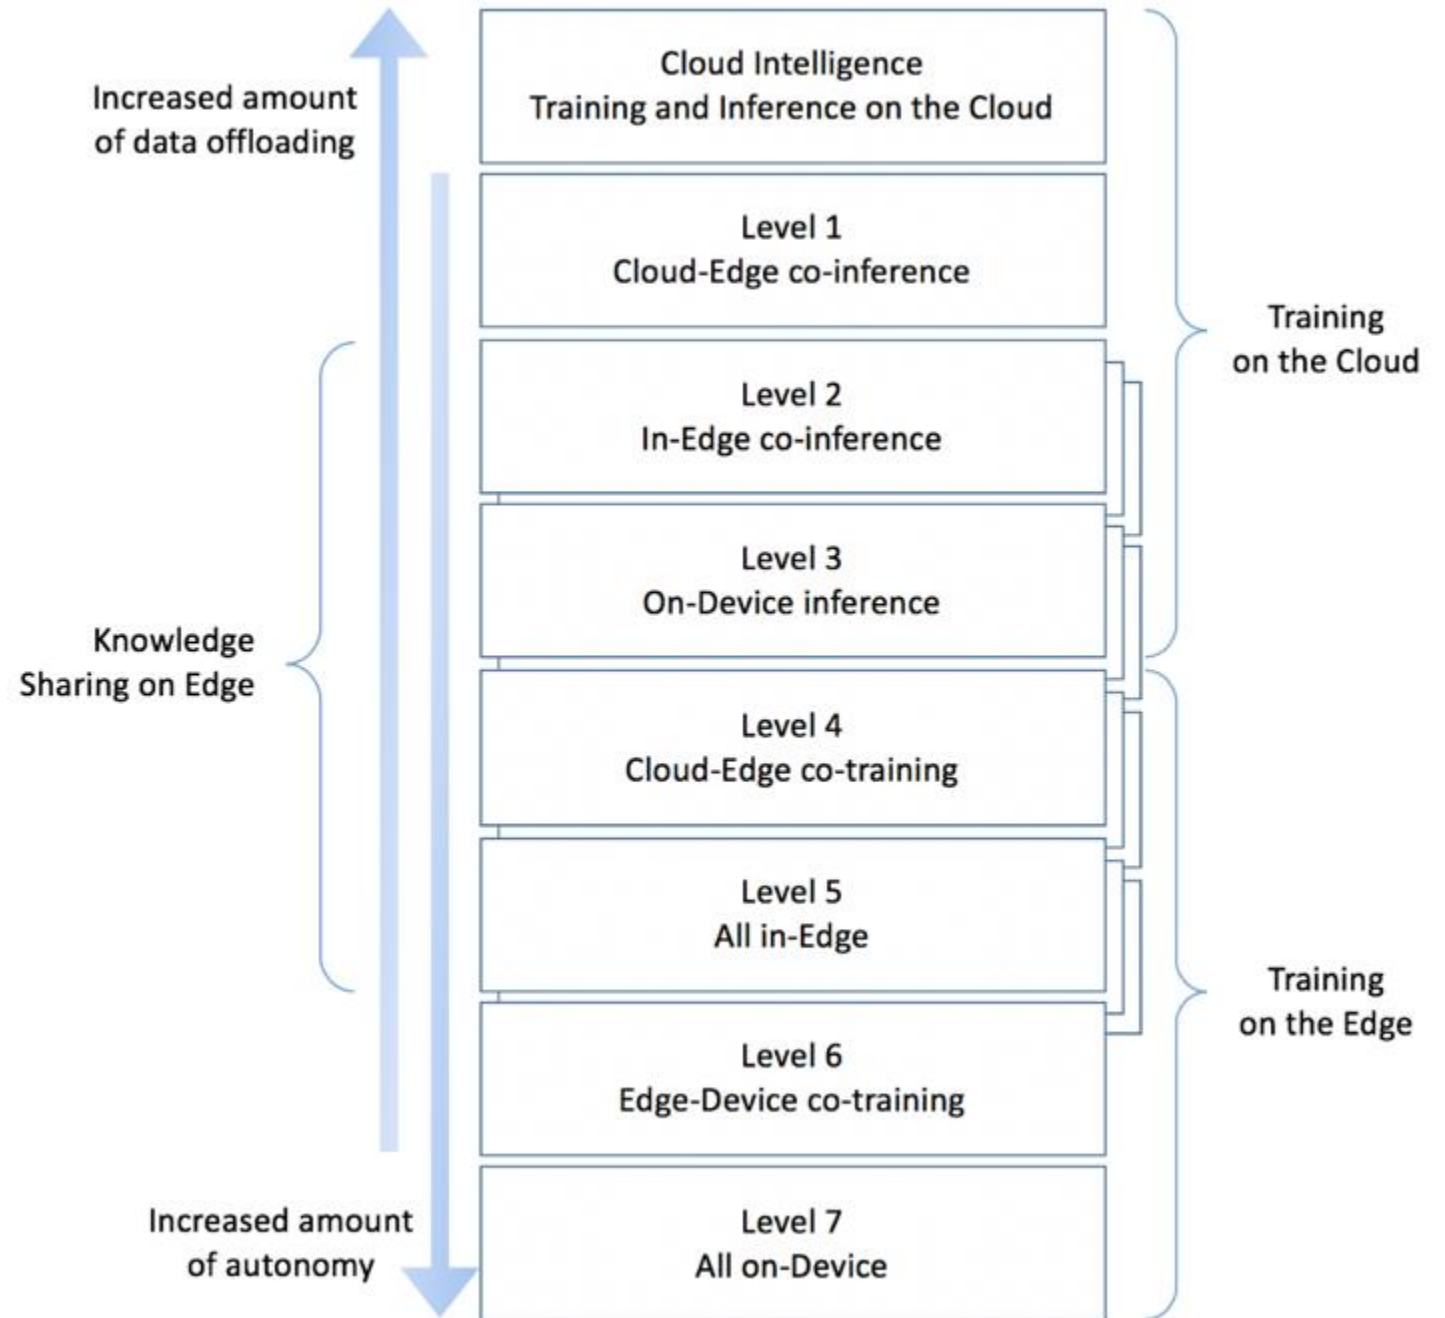 Increased amount
of data offloading
Cloud Intelligence
Training and Inference on the Cloud
Level 1
Cloud-Edge co-inference
Training
on the Cloud
Level 2
In-Edge co-inference
Level 3
On-Device inference
Knowledge
Sharing on Edge
Level 4
Cloud-Edge co-training
Level 5
All in-Edge
Training
on the Edge
Level 6
Edge-Device co-training
Increased amount
of autonomy
Level 7
All on-Device